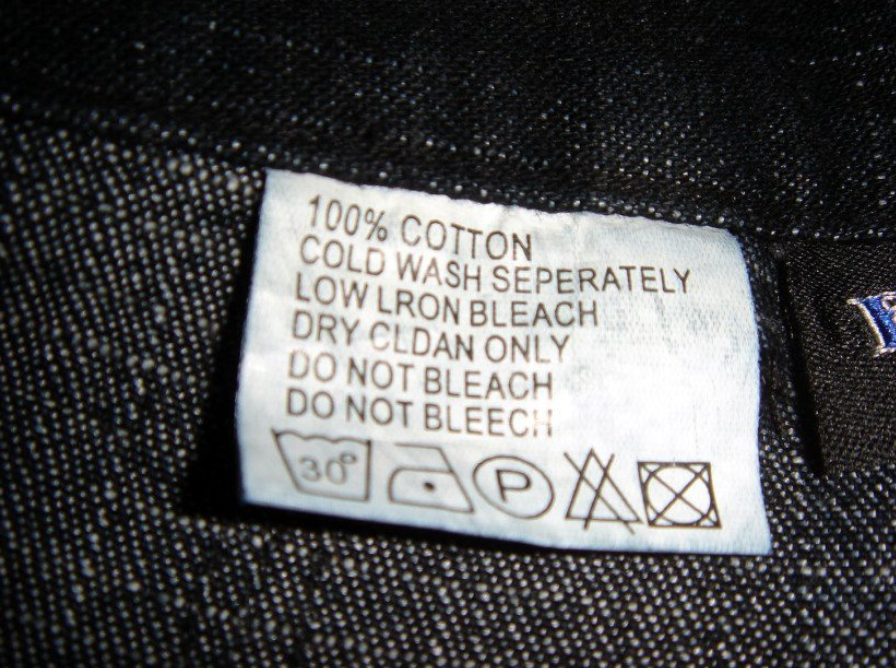 100% COTTON
COLD WASH SEPERATELY
LOW LRON BLEACH
DRY CLDAN ONLY
DO NOT BLEACH
DO NOT BLEECH
30° P